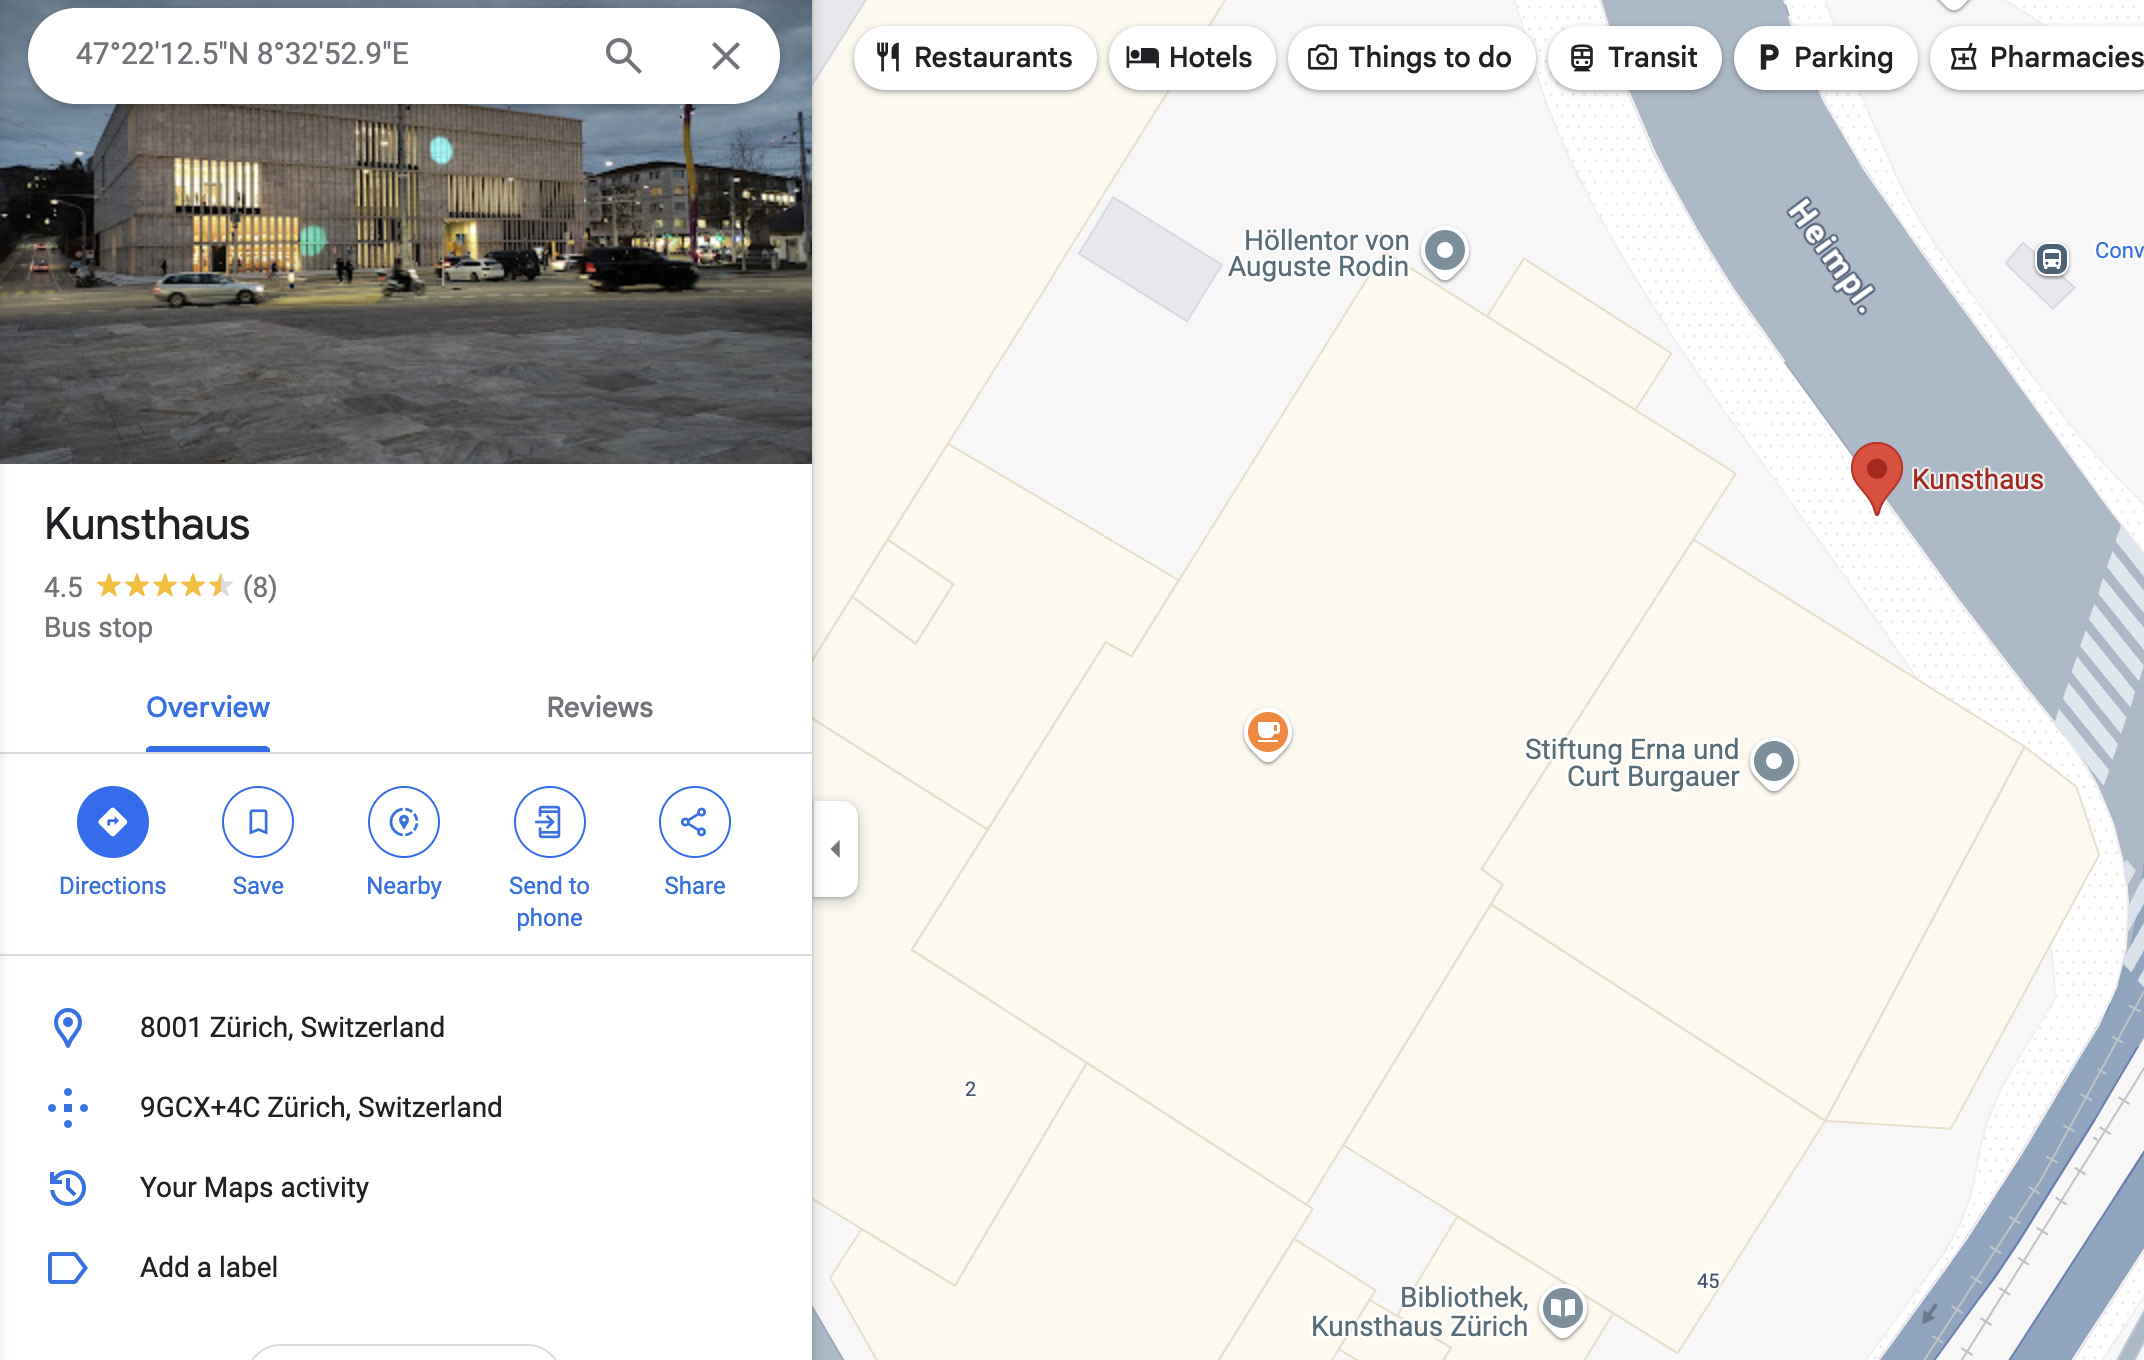 47°22'12.5"N 8°32'52.9"E
Restaurants
Hotels
Things to do
Transit
P Parking
Pharmacies
Kunsthaus
4.5 (8)
Bus stop
Overview
Reviews
Directions
Save
Nearby
Send to
phone
Share
8001 Zürich, Switzerland
9GCX+4C Zürich, Switzerland
Your Maps activity
Add a label
Höllentor von
Auguste Rodin
Heimpl.
Conv
Kunsthaus
Stiftung Erna und
Curt Burgauer
2
45
Bibliothek,
Kunsthaus Zürich